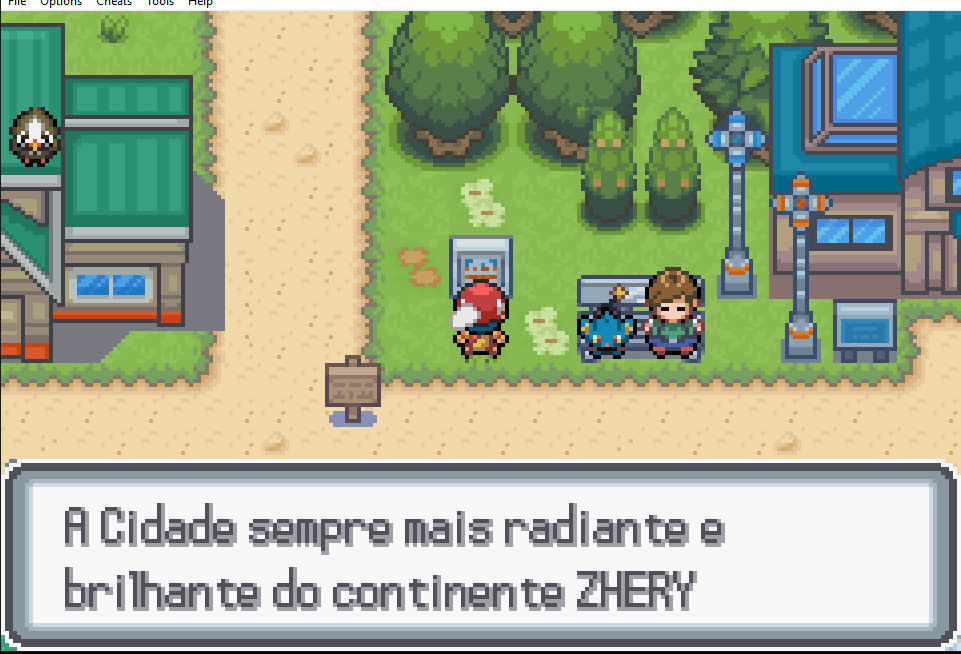 File Options Cheats Tools Help
A Cidade sempre mais radiante e
brilhante do continente ZHERY